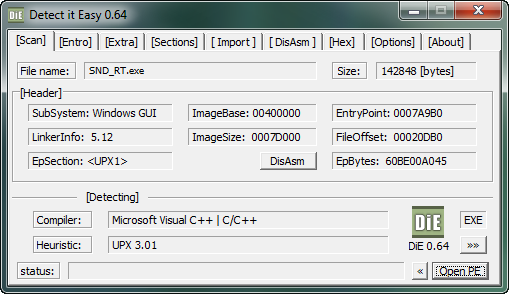 Detect it Easy 0.64
[Scan] [Entro] [Extra] [Sections] [ Import ] [ DisAsm ] [Hex] [Options] [About]
File name: SND_RT.exe Size: 142848 [bytes]
[Header]
SubSystem: Windows GUI ImageBase: 00400000 EntryPoint: 0007A9B0
LinkerInfo: 5.12 ImageSize: 0007D000 FileOffset: 00020DB0
EpSection: <UPX1> DisAsm EpBytes: 60BE00A045
[Detecting]
Compiler: Microsoft Visual C++ | C/C++ DiE EXE
Heuristic: UPX 3.01 DiE 0.64 »»
status: « Open PE